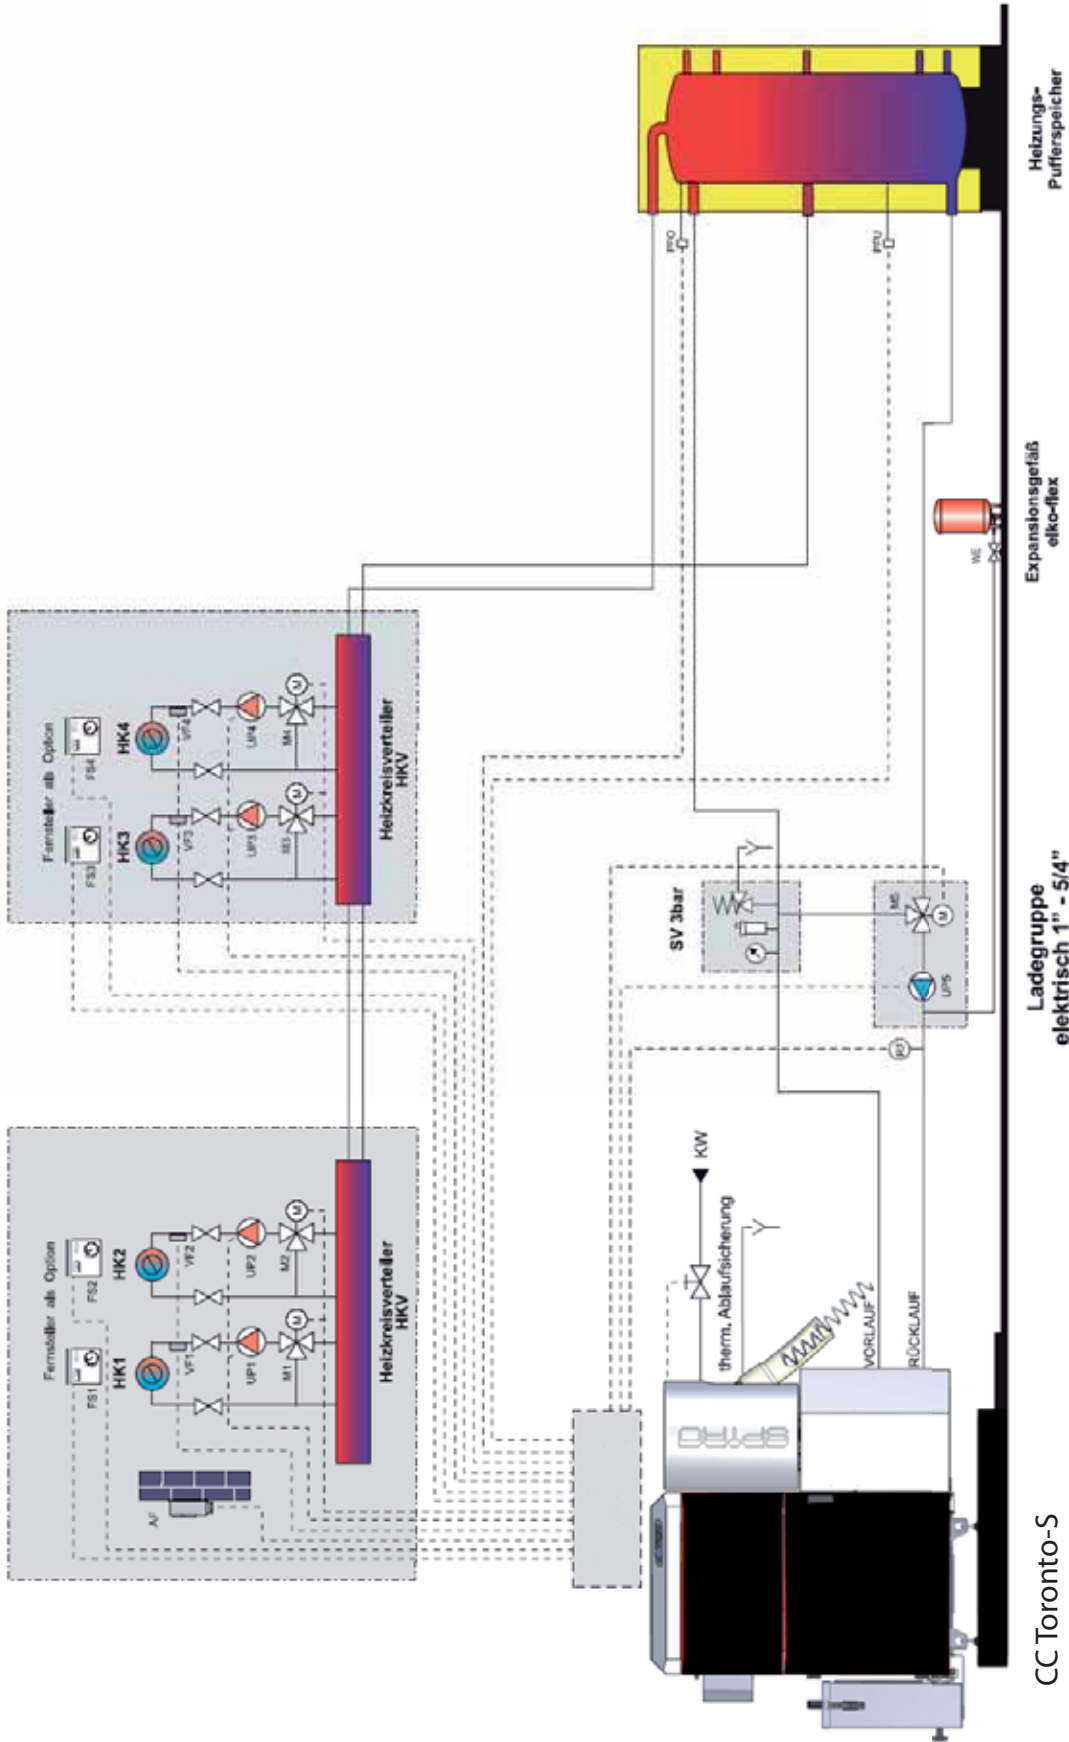 Fernsteller als Option
FS1
FS2
HK1
HK2
AF
VF1
VF2
UP1
UP2
M1
M2
M
M
Heizkreisverteiler
HKV
Fernsteller als Option
FS3
FS4
HK3
HK4
VF3
VF4
UP3
UP4
M3
M4
M
M
Heizkreisverteiler
HKV
SPYRO
therm. Ablaufsicherung
KW
VORLAUF
RÜCKLAUF
SV 3bar
RF
UP5
M5
M
WE
PFO
PFU
CC Toronto-S
Ladegruppe
elektrisch 1" - 5/4"
Expansionsgefäß
elko-flex
Heizungs-
Pufferspeicher